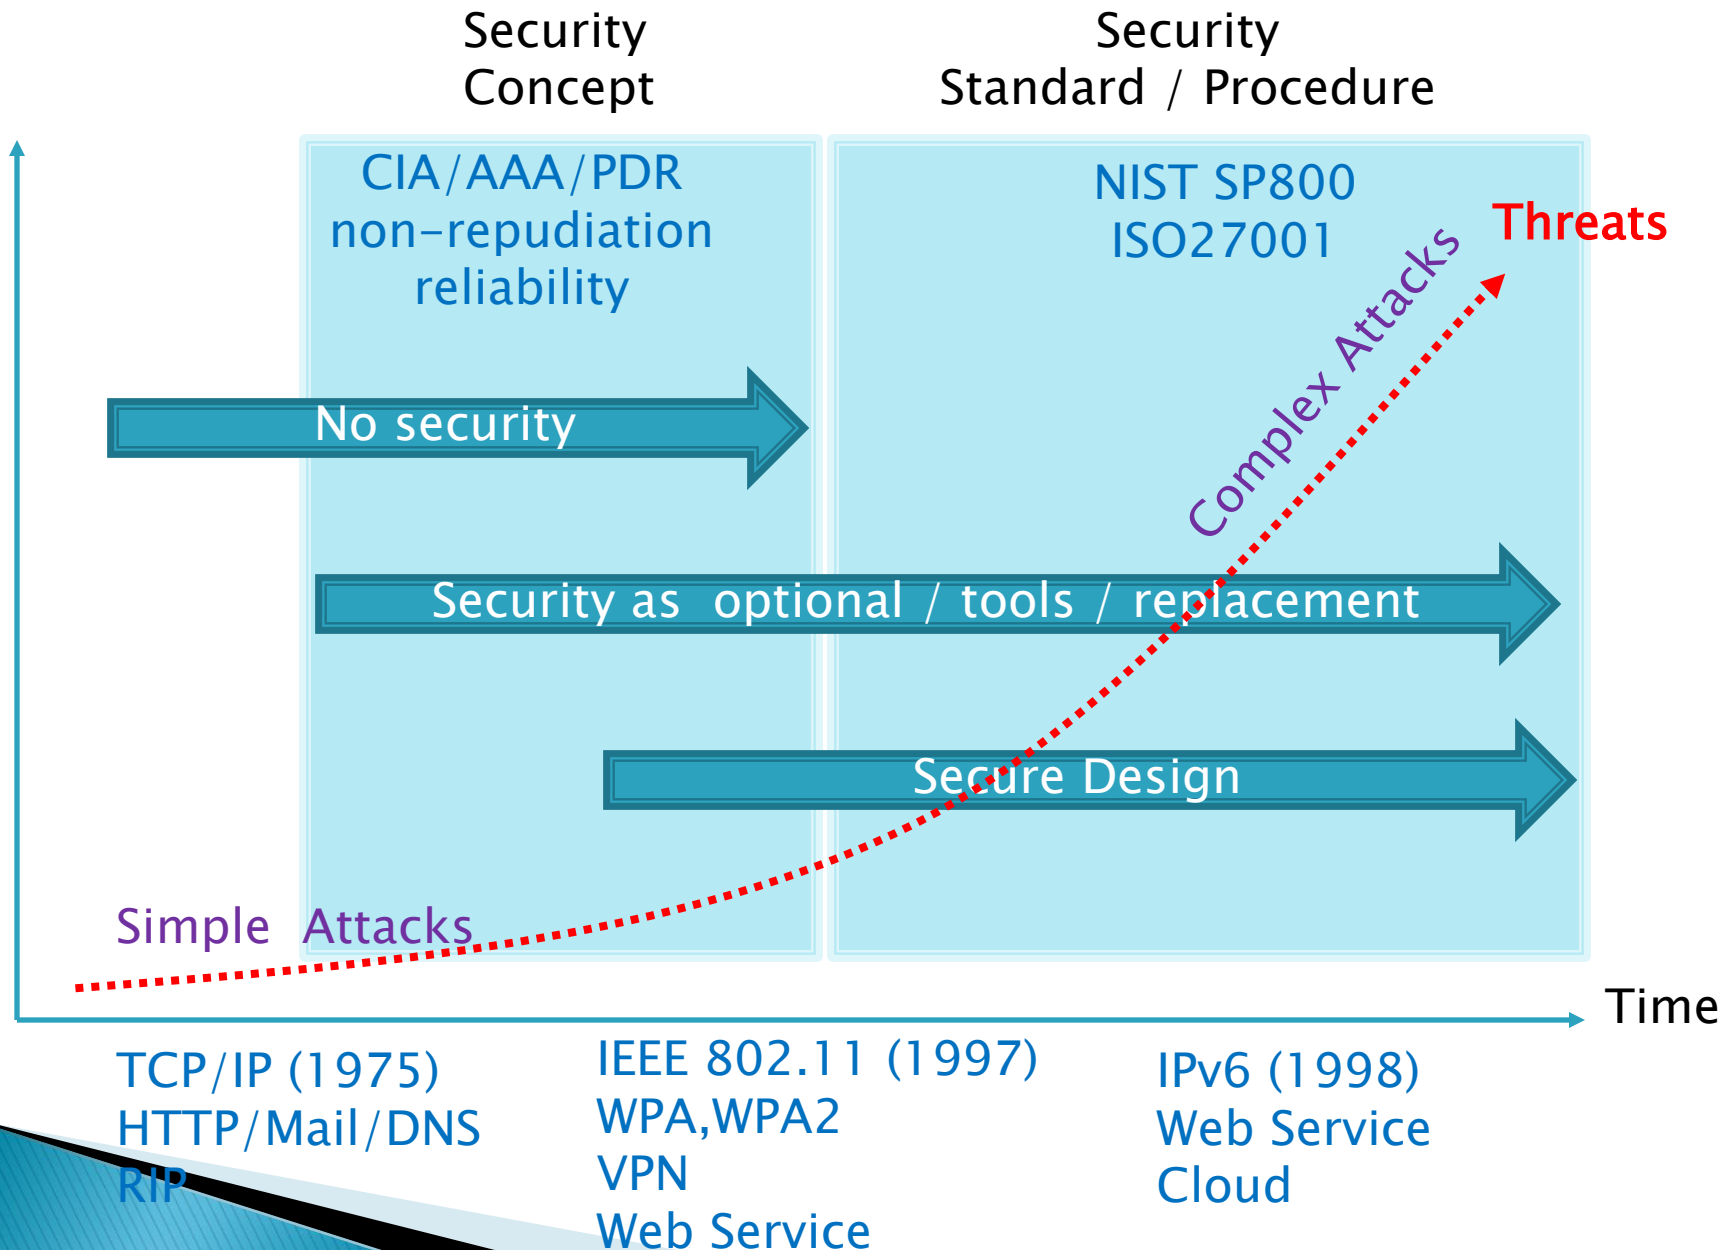 Security
Concept
Security
Standard / Procedure
CIA/AAA/PDR
non-repudiation
reliability
NIST SP800
ISO27001
Threats
Complex Attacks
No security
Security as  optional / tools / replacement
Secure Design
Simple  Attacks
Time
TCP/IP (1975)
HTTP/Mail/DNS
RIP
IEEE 802.11 (1997)
WPA,WPA2
VPN
Web Service
IPv6 (1998)
Web Service
Cloud